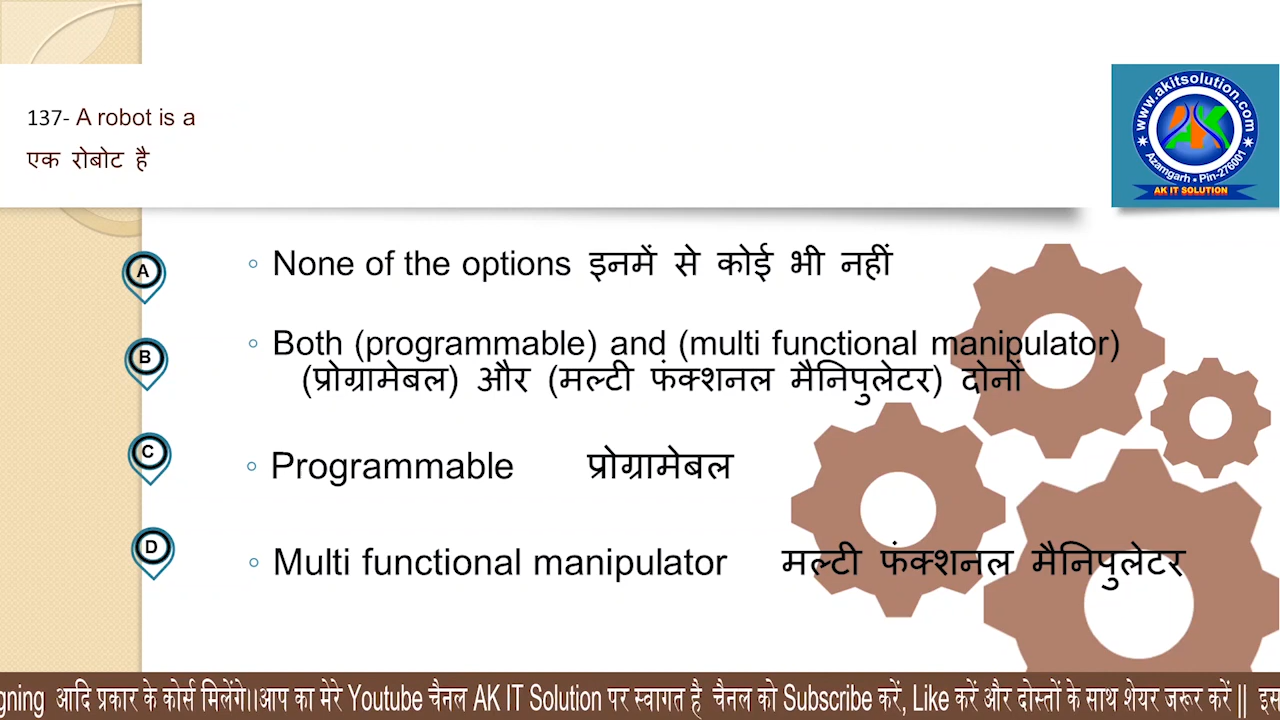 137- A robot is a
एक रोबोट है
www.akitsolution.com
AK
Azamgarh • Pin-276001
AK IT SOLUTION
A
None of the options इनमें से कोई भी नहीं
B
Both (programmable) and (multi functional manipulator)
(प्रोग्रामेबल) और (मल्टी फंक्शनल मैनिपुलेटर) दोनों
C
Programmable प्रोग्रामेबल
D
Multi functional manipulator मल्टी फंक्शनल मैनिपुलेटर
gning आदि प्रकार के कोर्स मिलेंगे।।आप का मेरे Youtube चैनल AK IT Solution पर स्वागत है चैनल को Subscribe करें, Like करें और दोस्तों के साथ शेयर जरूर करें || इस